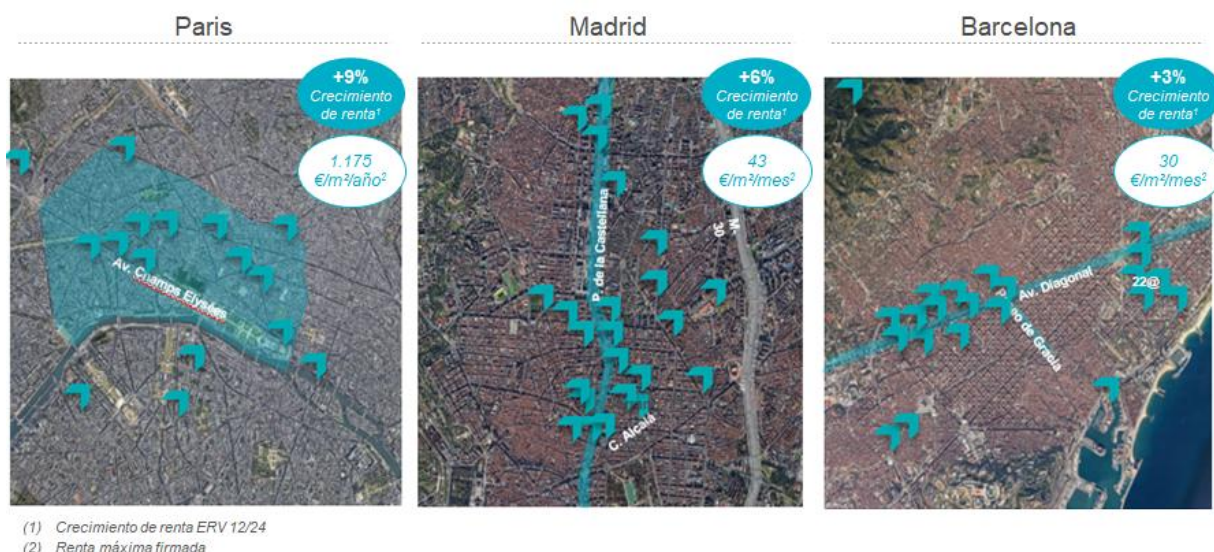 Paris
+9%
Crecimiento
de renta¹
1.175
€/m²/año²
Av. Champs Elysées
Madrid
+6%
Crecimiento
de renta¹
43
€/m²/mes²
P. de la Castellana
M-
30
C. Alcalá
Barcelona
+3%
Crecimiento
de renta¹
30
€/m²/mes²
Av. Diagonal
22@
Paseo de Gracia
(1) Crecimiento de renta ERV 12/24
(2) Renta máxima firmada